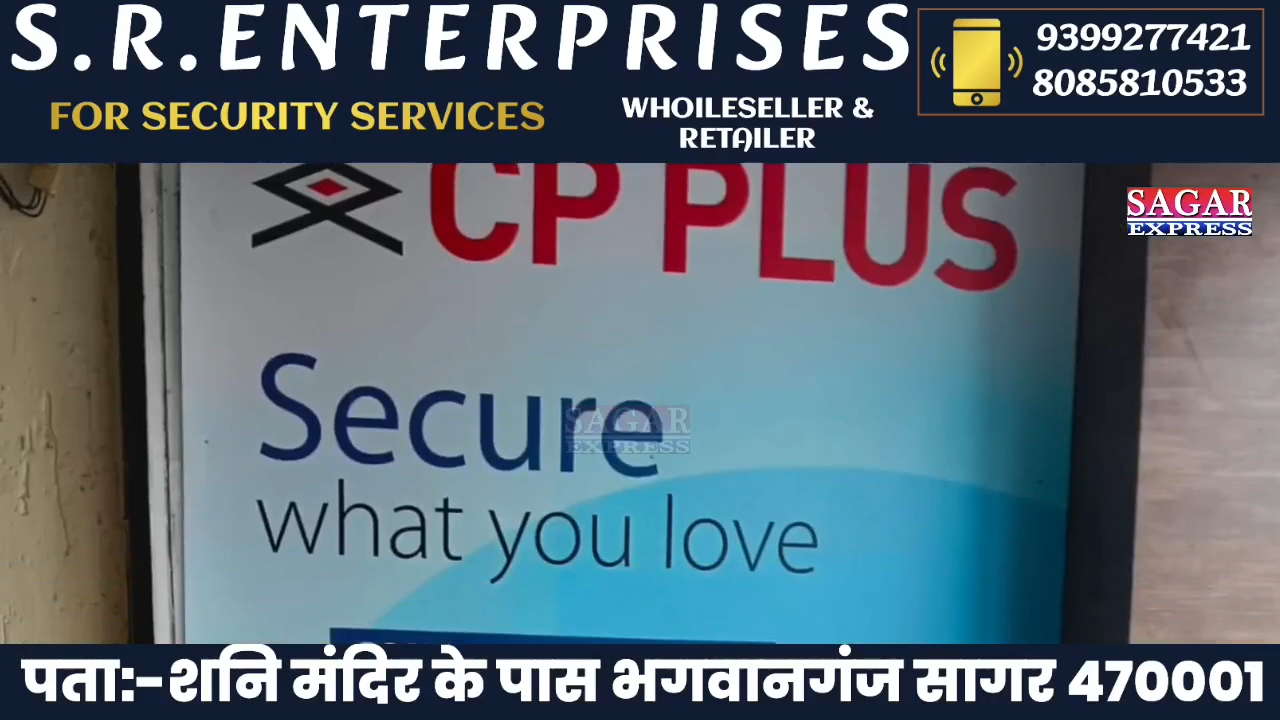 S.R.ENTERPRISES
FOR SECURITY SERVICES
WHOILESELLER &
RETAILER
9399277421
8085810533
CP PLUS
SAGAR
EXPRESS
Secure
SAGAR
EXPRESS
what you love
पता:-शनि मंदिर के पास भगवानगंज सागर 470001